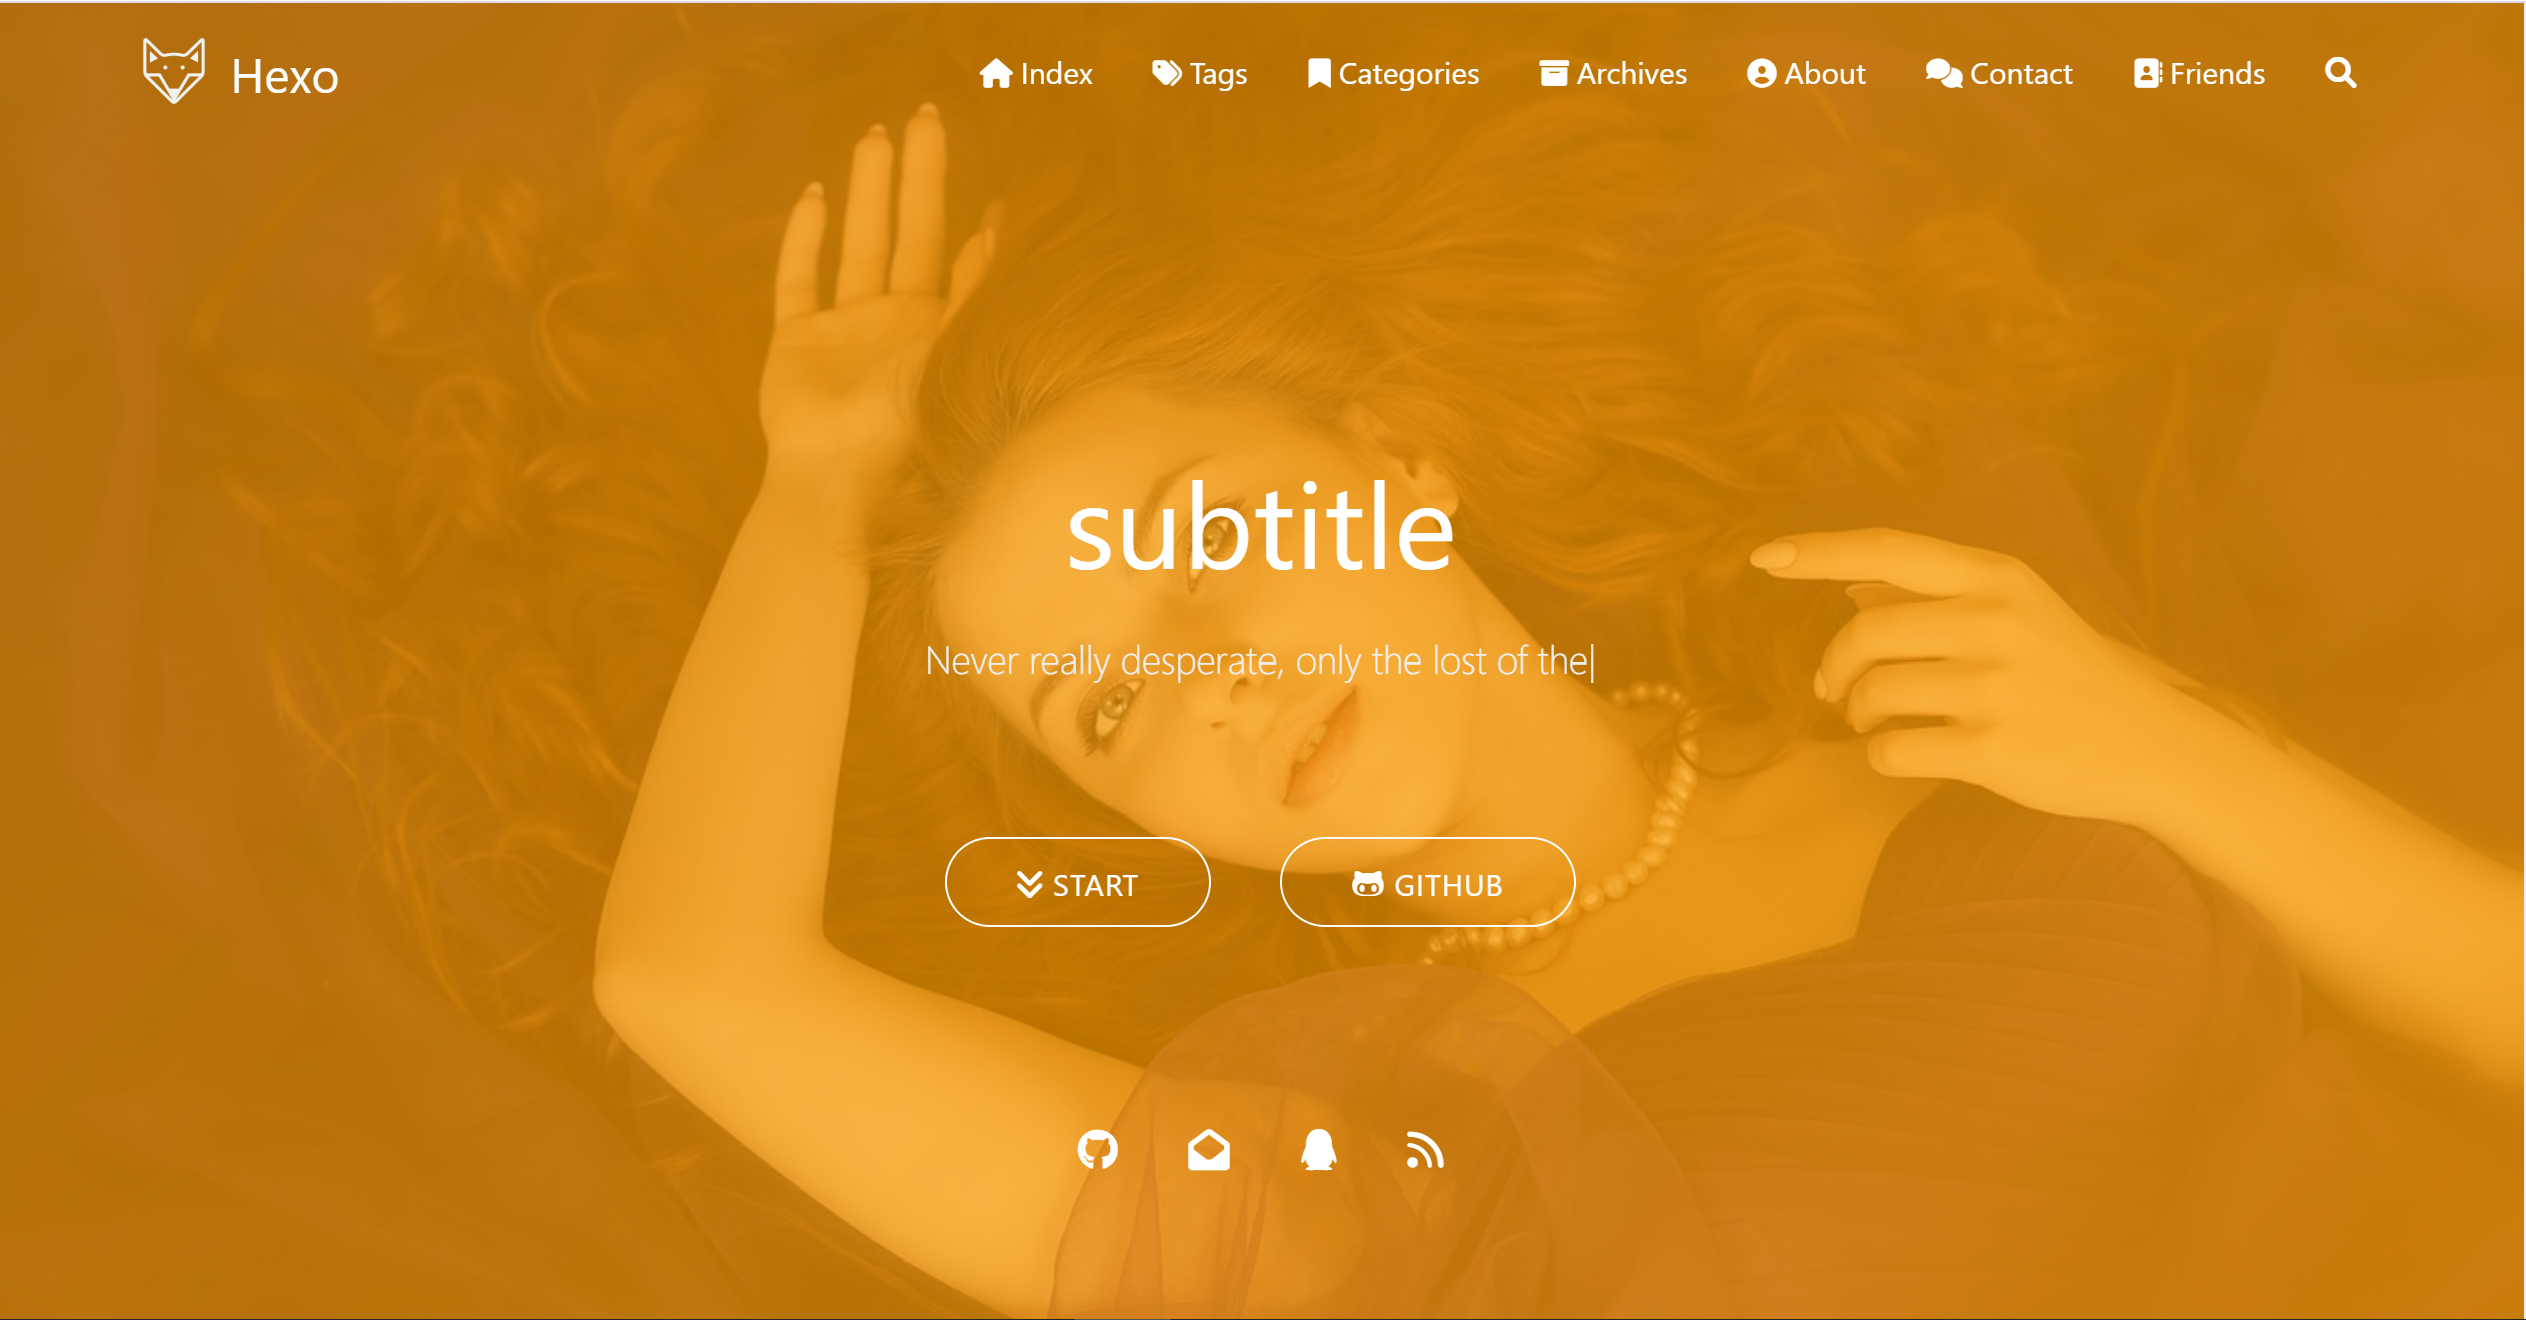 Hexo
Index Tags Categories Archives About Contact Friends
subtitle
Never really desperate, only the lost of the|
START GITHUB